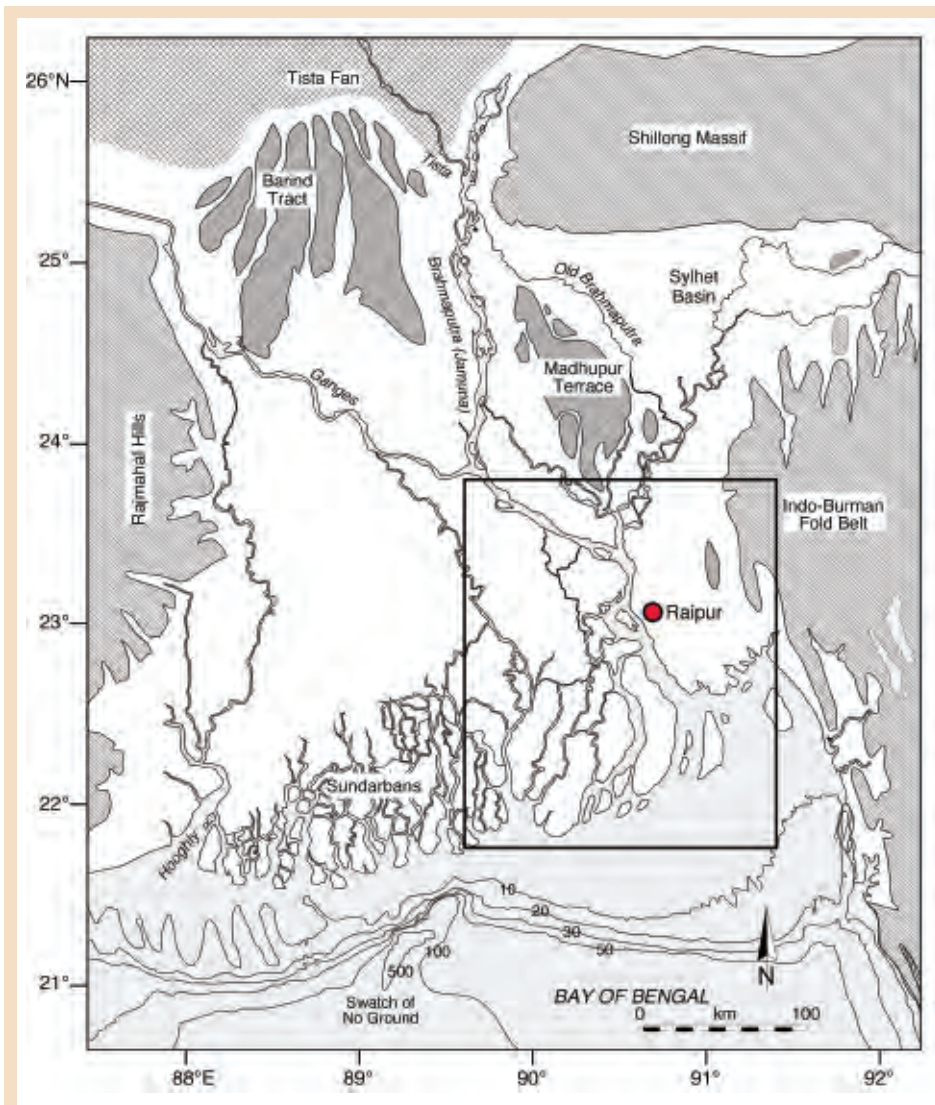 26°N
Tista Fan
Shillong Massif
Tista
Barind
Tract
25°
Brahmaputra (Jamuna)
Old Brahmaputra
Sylhet
Basin
Ganges
Madhupur
Terrace
24°
Rajmahal Hills
Indo-Burman
Fold Belt
23°
Raipur
22°
Sundarbans
Hooghly
10
20
30
50
100
500
21°
Swatch of
No Ground
BAY OF BENGAL
N
0 km 100
88°E 89° 90° 91° 92°